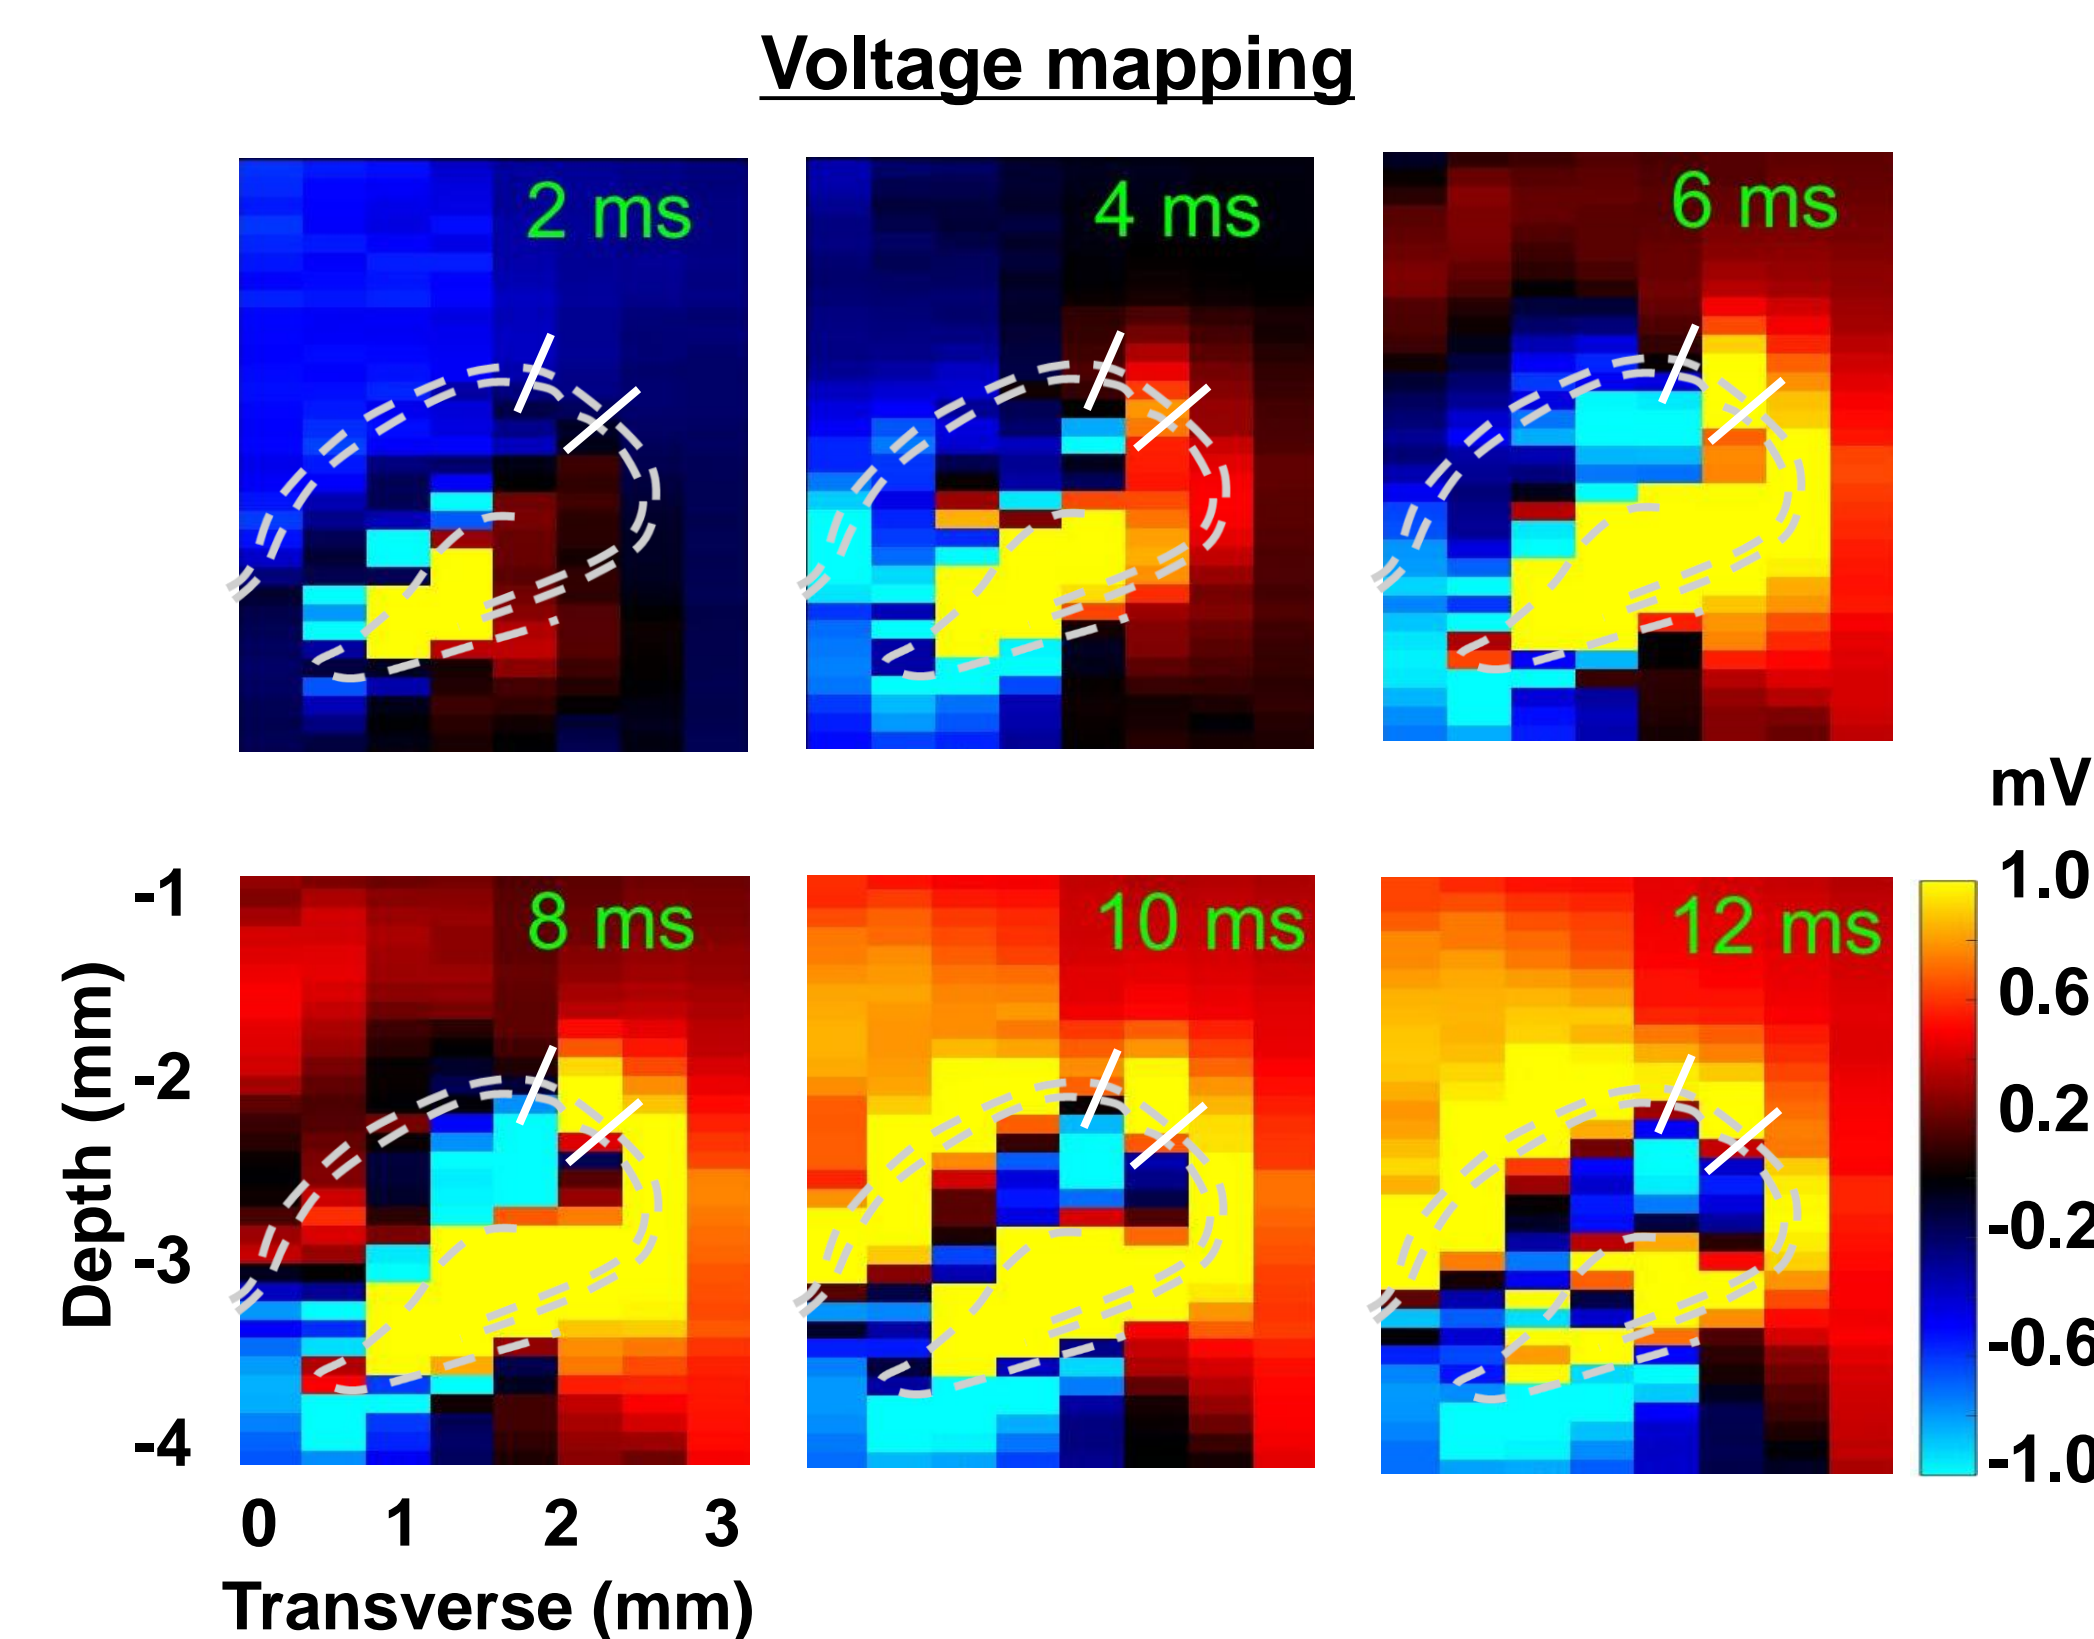 Voltage mapping
2 ms
4 ms
6 ms
mV
8 ms
10 ms
12 ms
Depth (mm)
-1
-2
-3
-4
1.0
0.6
0.2
-0.2
-0.6
-1.0
0 1 2 3
Transverse (mm)